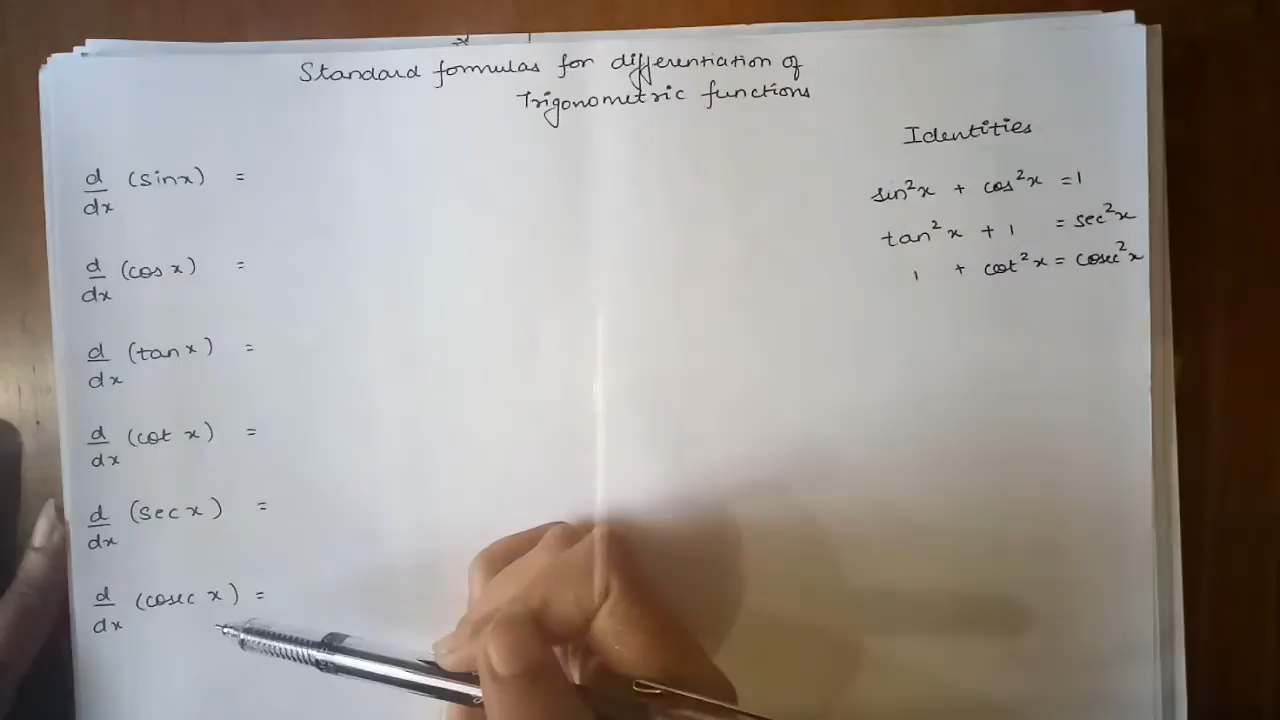 Standard formulas for differentiation of
Trigonometric functions
Identities
sin²x + cos²x = 1
tan²x + 1 = sec²x
1 + cot²x = cosec²x
d/dx (sinx) =
d/dx (cos x) =
d/dx (tan x) =
d/dx (cot x) =
d/dx (sec x) =
d/dx (cosec x) =